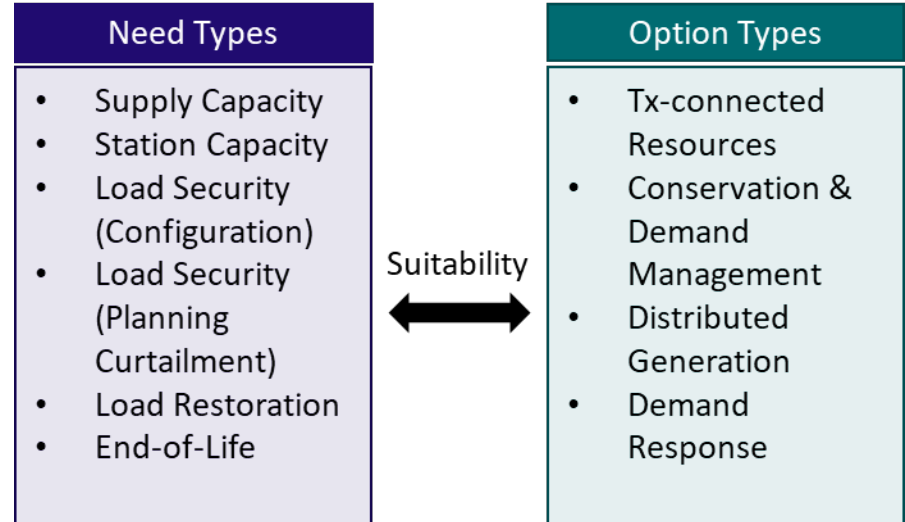 Need Types
• Supply Capacity
• Station Capacity
• Load Security
(Configuration)
• Load Security
(Planning
Curtailment)
• Load Restoration
• End-of-Life
Suitability
Option Types
• Tx-connected
Resources
• Conservation &
Demand
Management
• Distributed
Generation
• Demand
Response